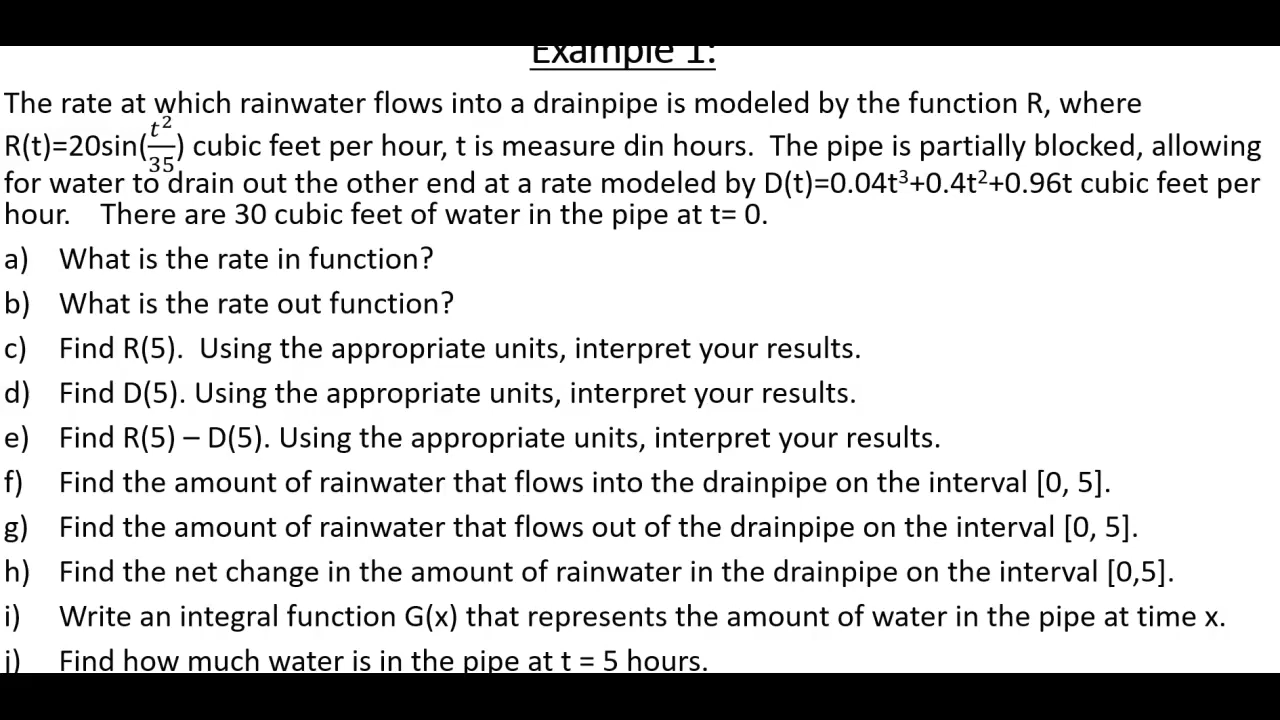 Example 1:
The rate at which rainwater flows into a drainpipe is modeled by the function R, where
R(t)=20sin(t²/35) cubic feet per hour, t is measure din hours.  The pipe is partially blocked, allowing
for water to drain out the other end at a rate modeled by D(t)=0.04t³+0.4t²+0.96t cubic feet per
hour.    There are 30 cubic feet of water in the pipe at t= 0.
a) What is the rate in function?
b) What is the rate out function?
c) Find R(5).  Using the appropriate units, interpret your results.
d) Find D(5). Using the appropriate units, interpret your results.
e) Find R(5) – D(5). Using the appropriate units, interpret your results.
f) Find the amount of rainwater that flows into the drainpipe on the interval [0, 5].
g) Find the amount of rainwater that flows out of the drainpipe on the interval [0, 5].
h) Find the net change in the amount of rainwater in the drainpipe on the interval [0,5].
i) Write an integral function G(x) that represents the amount of water in the pipe at time x.
j) Find how much water is in the pipe at t = 5 hours.